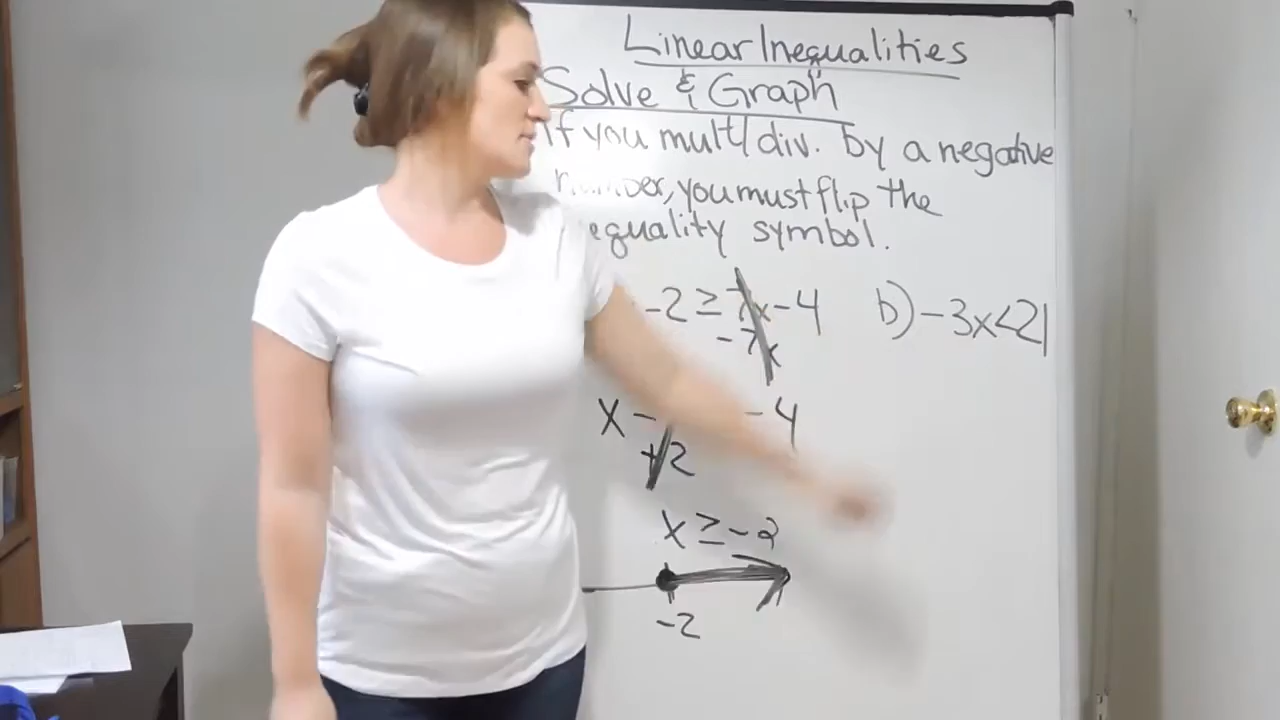 Linear Inequalities
Solve & Graph
If you mult/div. by a negative
number, you must flip the
equality symbol.
-2 ≥ 7x-4
b) -3x<21
-7x
x -
-4
+2
x ≥ -2
-2